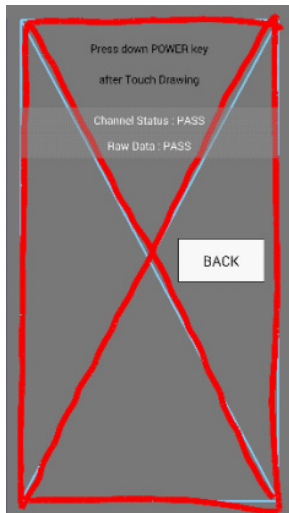 Press down POWER key
after Touch Drawing
Channel Status : PASS
Raw Data : PASS
BACK